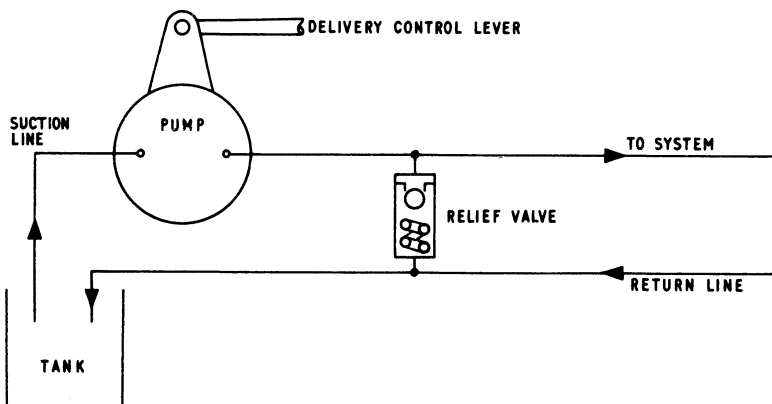 DELIVERY CONTROL LEVER
SUCTION
LINE
PUMP
TO SYSTEM
RELIEF VALVE
RETURN LINE
TANK